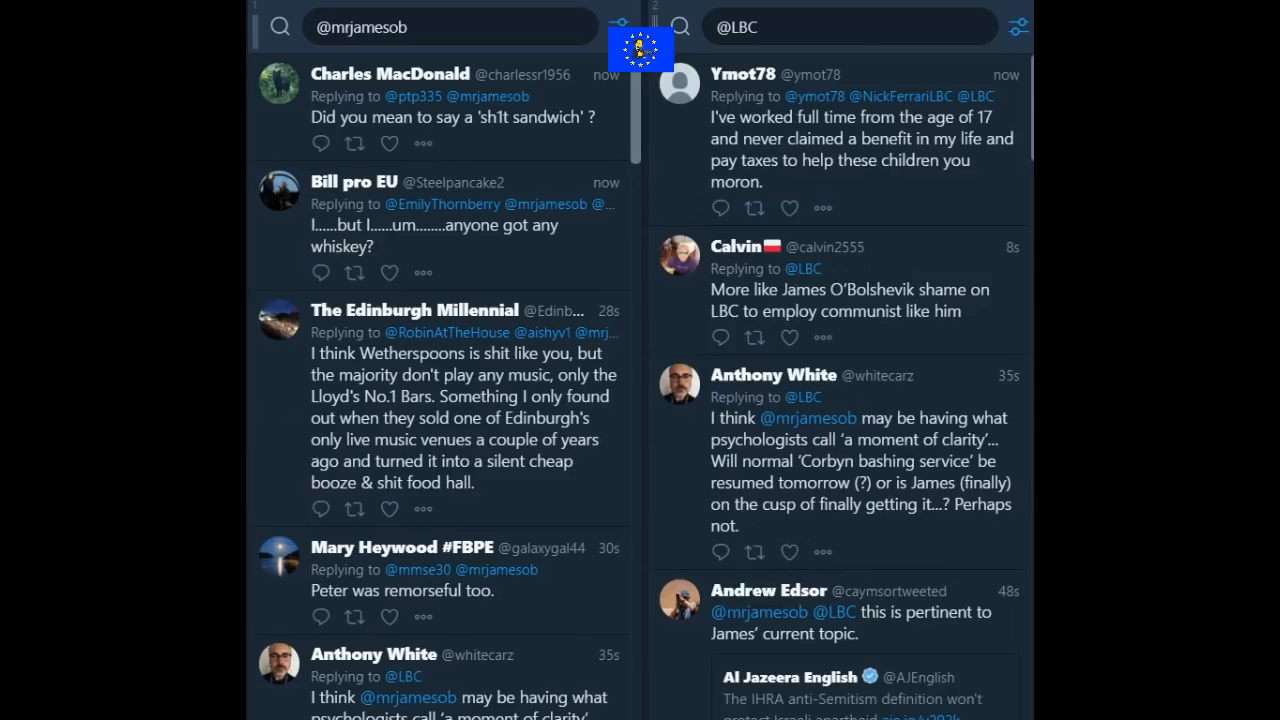 1
@mrjamesob
Charles MacDonald @charlessr1956 now
Replying to @ptp335 @mrjamesob
Did you mean to say a 'sh1t sandwich' ?
Bill pro EU @Steelpancake2 now
Replying to @EmilyThornberry @mrjamesob @...
I......but I......um........anyone got any
whiskey?
The Edinburgh Millennial @Edinb... 28s
Replying to @RobinAtTheHouse @aishyv1 @mrj...
I think Wetherspoons is shit like you, but
the majority don't play any music, only the
Lloyd's No.1 Bars. Something I only found
out when they sold one of Edinburgh's
only live music venues a couple of years
ago and turned it into a silent cheap
booze & shit food hall.
Mary Heywood #FBPE @galaxygal44 30s
Replying to @mmse30 @mrjamesob
Peter was remorseful too.
Anthony White @whitecarz 35s
Replying to @LBC
I think @mrjamesob may be having what
psychologists call 'a moment of clarity'
2
@LBC
Ymot78 @ymot78 now
Replying to @ymot78 @NickFerrariLBC @LBC
I've worked full time from the age of 17
and never claimed a benefit in my life and
pay taxes to help these children you
moron.
Calvin @calvin2555 8s
Replying to @LBC
More like James O’Bolshevik shame on
LBC to employ communist like him
Anthony White @whitecarz 35s
Replying to @LBC
I think @mrjamesob may be having what
psychologists call ‘a moment of clarity’...
Will normal ‘Corbyn bashing service’ be
resumed tomorrow (?) or is James (finally)
on the cusp of finally getting it...? Perhaps
not.
Andrew Edsor @caymsortweeted 48s
@mrjamesob @LBC this is pertinent to
James’ current topic.
Al Jazeera English @AJEnglish
The IHRA anti-Semitism definition won't
protect Israeli apartheid